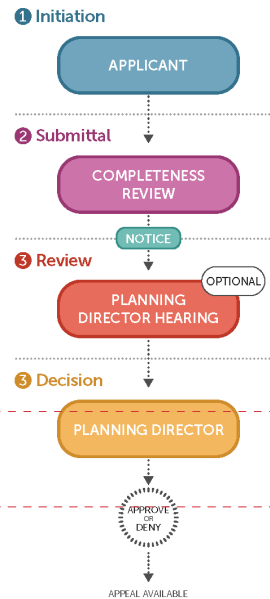 1 Initiation
APPLICANT
2 Submittal
COMPLETENESS
REVIEW
NOTICE
3 Review
OPTIONAL
PLANNING
DIRECTOR HEARING
3 Decision
PLANNING DIRECTOR
APPROVE
OR
DENY
APPEAL AVAILABLE